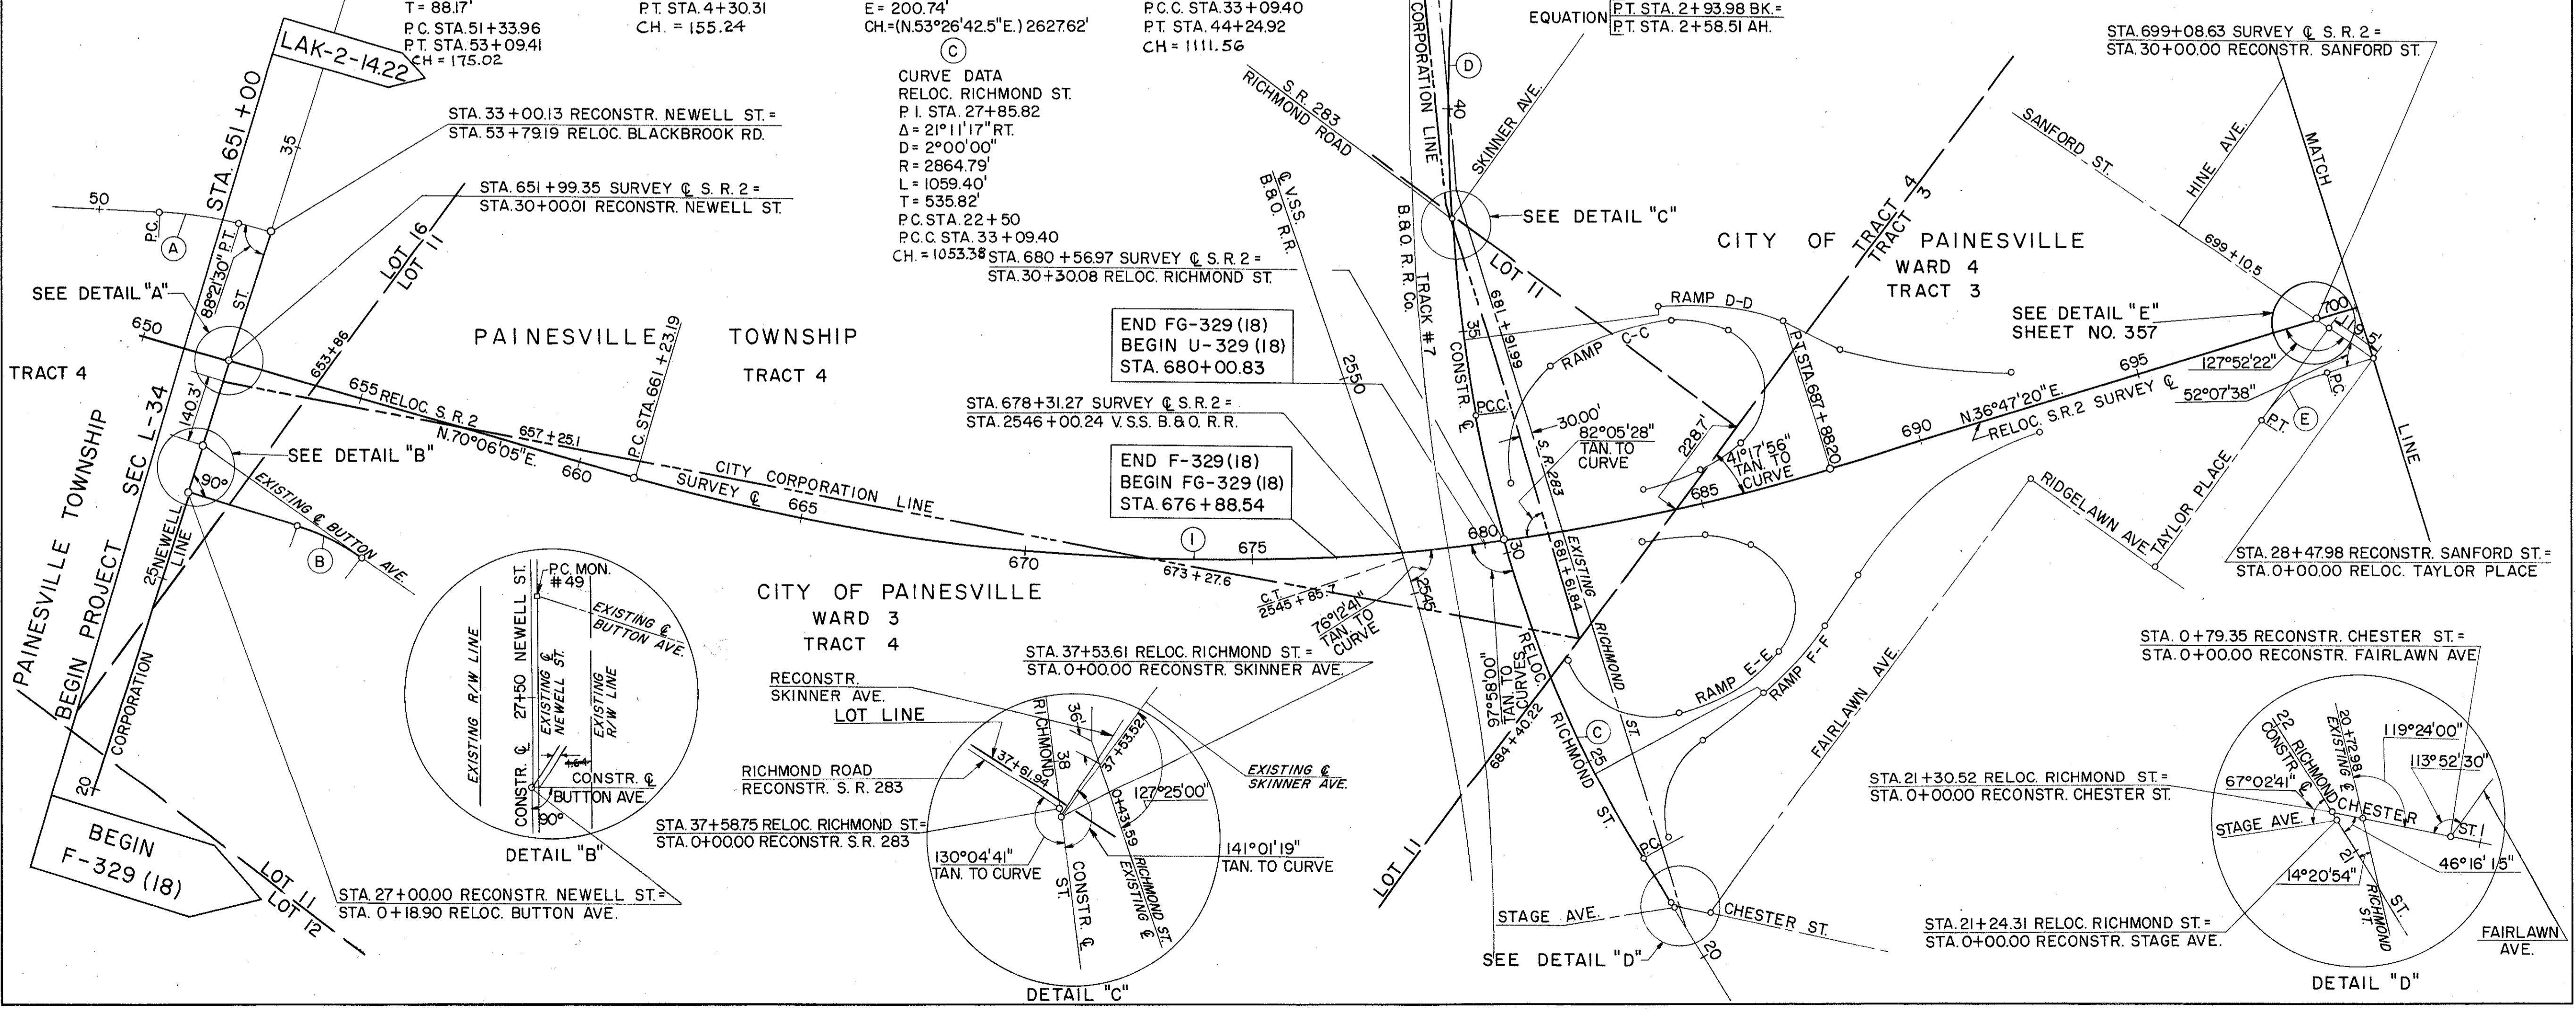 T = 88.17'
P.C. STA. 51+33.96
P.T. STA. 53+09.41
CH = 175.02
P.T. STA. 4+30.31
CH. = 155.24
E = 200.74'
CH.=(N.53°26'42.5"E.) 2627.62'
P.C.C. STA. 33+09.40
P.T. STA. 44+24.92
CH = 1111.56
EQUATION
P.T. STA. 2+93.98 BK.=
P.T. STA. 2+58.51 AH.
STA. 699+08.63 SURVEY ℄ S. R. 2 =
STA. 30+00.00 RECONSTR. SANFORD ST.
LAK-2-14.22
STA. 651+00
35
STA. 33+00.13 RECONSTR. NEWELL ST. =
STA. 53+79.19 RELOC. BLACKBROOK RD.
STA. 651+99.35 SURVEY ℄ S. R. 2 =
STA. 30+00.01 RECONSTR. NEWELL ST.
C
CURVE DATA
RELOC. RICHMOND ST.
P. I. STA. 27+85.82
Δ = 21°11'17" RT.
D = 2°00'00"
R = 2864.79'
L = 1059.40'
T = 535.82'
P.C. STA. 22+50
P.C.C. STA. 33+09.40
CH. = 1053.38
STA. 680+56.97 SURVEY ℄ S. R. 2 =
STA. 30+30.08 RELOC. RICHMOND ST.
50
P.C.
A
P.T.
88°21'30"
ST.
LOT 16
LOT 11
SEE DETAIL "A"
650
TRACT 4
653+86
140.3'
655
RELOC. S. R. 2
N.70°06'05"E.
657+25.1
660
P.C. STA. 661+23.19
PAINESVILLE TOWNSHIP
TRACT 4
CITY CORPORATION LINE
SURVEY ℄
665
670
673+27.6
I
675
680
685
690
695
700
SEE DETAIL "B"
90°
EXISTING ℄ BUTTON AVE.
B
25
NEWELL
LINE
SEC L-34
PAINESVILLE TOWNSHIP
BEGIN PROJECT
CORPORATION
20
BEGIN
F-329 (18)
LOT 11
LOT 12
STA. 27+00.00 RECONSTR. NEWELL ST. =
STA. 0+18.90 RELOC. BUTTON AVE.
EXISTING R/W LINE
CONSTR. ℄ 27+50 NEWELL ST.
P.C. MON.
#49
EXISTING ℄
NEWELL ST.
EXISTING
R/W LINE
EXISTING ℄
BUTTON AVE.
1.64
CONSTR. ℄
BUTTON AVE.
90°
DETAIL "B"
CITY OF PAINESVILLE
WARD 3
TRACT 4
END FG-329 (18)
BEGIN U-329 (18)
STA. 680+00.83
STA. 678+31.27 SURVEY ℄ S. R. 2 =
STA. 2546+00.24 V. S. S. B. & O. R. R.
END F-329 (18)
BEGIN FG-329 (18)
STA. 676+88.54
℄ V.S.S.
B.&O. R.R.
2550
2545
C.T.
2545+85.7
76°12'41"
TAN. TO
CURVE
CORPORATION LINE
B.&O. R.R. Co.
TRACK #7
D
40
S. R. 283
RICHMOND ROAD
SKINNER AVE.
SEE DETAIL "C"
LOT 11
35
CONSTR. ℄
P.C.C.
681+91.99
30.00'
82°05'28"
TAN. TO
CURVE
S. R. 283
RAMP D-D
RAMP C-C
228.7'
41°17'56"
TAN. TO
CURVE
P.T. STA. 687+88.20
TRACT 4
TRACT 3
CITY OF PAINESVILLE
WARD 4
TRACT 3
N.36°47'20"E.
RELOC. S.R. 2 SURVEY ℄
SANFORD ST.
HINE AVE.
MATCH
LINE
699+10.5
SEE DETAIL "E"
SHEET NO. 357
127°52'22"
52°07'38"
P.C.
P.T.
E
RIDGELAWN AVE.
TAYLOR PLACE
STA. 28+47.98 RECONSTR. SANFORD ST. =
STA. 0+00.00 RELOC. TAYLOR PLACE
30
97°58'00"
TAN. TO
CURVES
681+61.84
EXISTING
RICHMOND
ST.
684+40.22
RELOC.
RICHMOND
ST.
C
25
P.C.
RAMP E-E
RAMP F-F
FAIRLAWN AVE.
LOT 11
STAGE AVE.
CHESTER ST.
20
SEE DETAIL "D"
STA. 37+53.61 RELOC. RICHMOND ST. =
STA. 0+00.00 RECONSTR. SKINNER AVE.
RECONSTR.
SKINNER AVE.
LOT LINE
RICHMOND ROAD
RECONSTR. S. R. 283
STA. 37+58.75 RELOC. RICHMOND ST. =
STA. 0+00.00 RECONSTR. S.R. 283
RICHMOND
38
36'
37+53.52
37+61.94
EXISTING ℄
SKINNER AVE.
127°25'00"
0+43.59
130°04'41"
TAN. TO CURVE
141°01'19"
TAN. TO CURVE
ST.
CONSTR. ℄
RICHMOND ST.
EXISTING ℄
DETAIL "C"
STA. 0+79.35 RECONSTR. CHESTER ST. =
STA. 0+00.00 RECONSTR. FAIRLAWN AVE
STA. 21+30.52 RELOC. RICHMOND ST. =
STA. 0+00.00 RECONSTR. CHESTER ST.
STA. 21+24.31 RELOC. RICHMOND ST. =
STA. 0+00.00 RECONSTR. STAGE AVE.
22
RICHMOND
CONSTR. ℄
20+72.98
EXISTING ℄
119°24'00"
113°52'30"
67°02'41"
CHESTER
ST.
1
STAGE AVE.
21
46°16'15"
14°20'54"
ST.
RICHMOND
ST.
FAIRLAWN
AVE.
DETAIL "D"